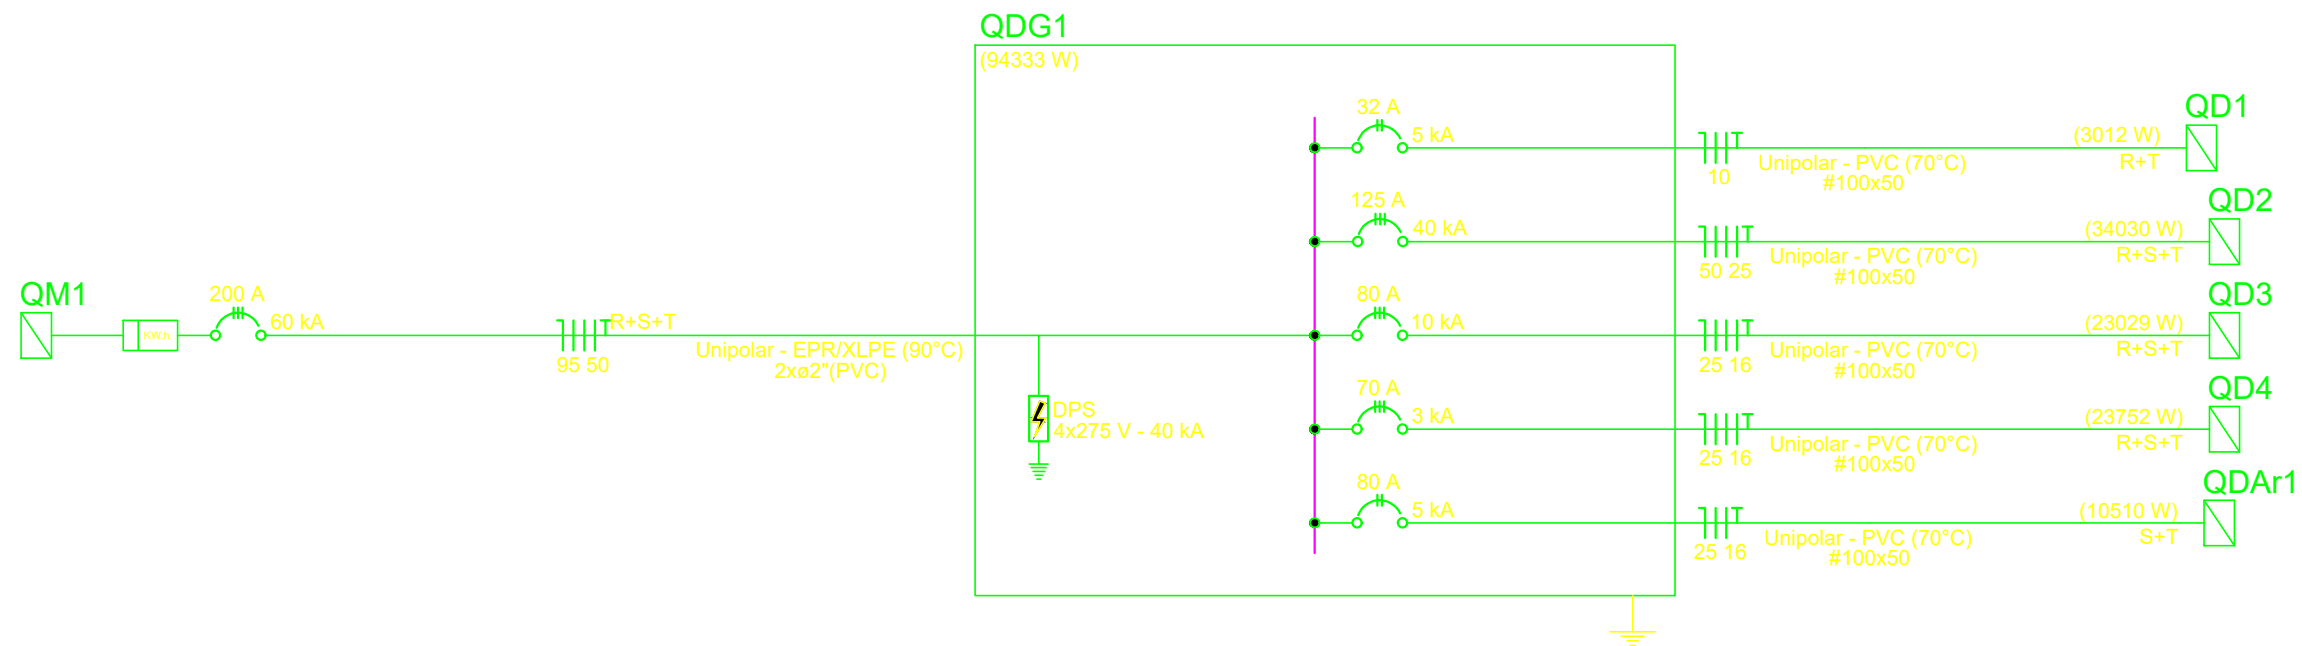 QDG1
(94333 W)
32 A
5 kA
10
Unipolar - PVC (70°C)
#100x50
(3012 W)
R+T
QD1
125 A
40 kA
50 25
Unipolar - PVC (70°C)
#100x50
(34030 W)
R+S+T
QD2
QM1
KW.h
200 A
60 kA
95 50
R+S+T
Unipolar - EPR/XLPE (90°C)
2xø2"(PVC)
80 A
10 kA
25 16
Unipolar - PVC (70°C)
#100x50
(23029 W)
R+S+T
QD3
DPS
4x275 V - 40 kA
70 A
3 kA
25 16
Unipolar - PVC (70°C)
#100x50
(23752 W)
R+S+T
QD4
80 A
5 kA
25 16
Unipolar - PVC (70°C)
#100x50
(10510 W)
S+T
QDAr1